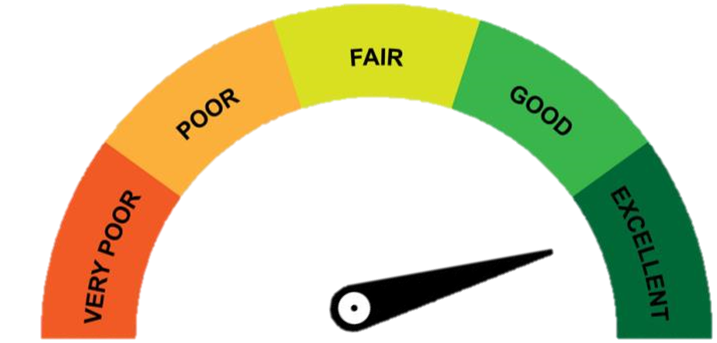 VERY POOR
POOR
FAIR
GOOD
EXCELLENT